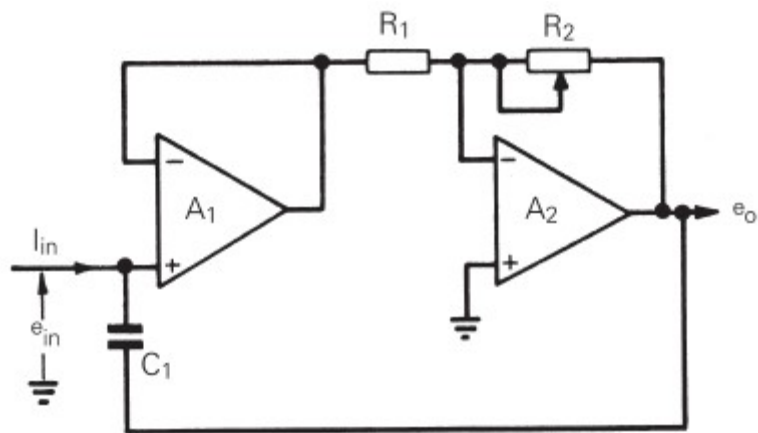 R₁
R₂
−
A₁
+
−
A₂
+
eₒ
Iᵢₙ
eᵢₙ
C₁